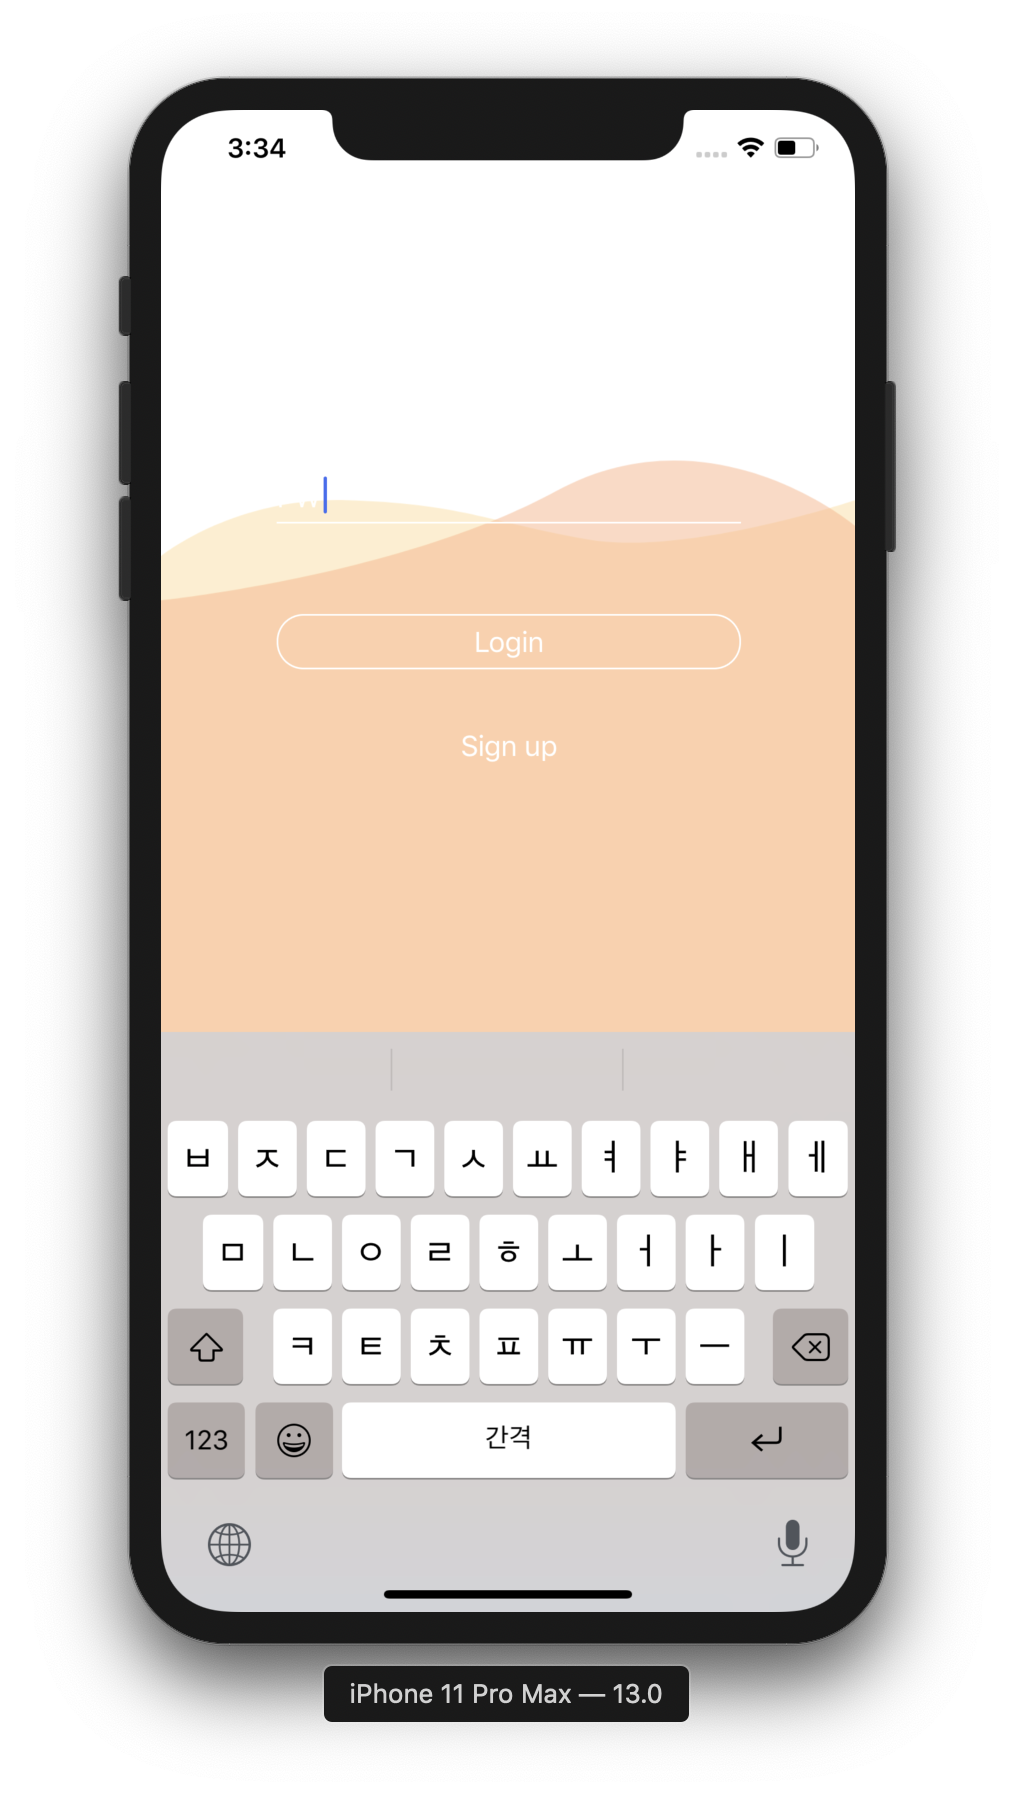 3:34
Login
Sign up
ㅂ ㅈ ㄷ ㄱ ㅅ ㅛ ㅕ ㅑ ㅐ ㅔ
ㅁ ㄴ ㅇ ㄹ ㅎ ㅗ ㅓ ㅏ ㅣ
ㅋ ㅌ ㅊ ㅍ ㅠ ㅜ ㅡ
123 간격
iPhone 11 Pro Max — 13.0